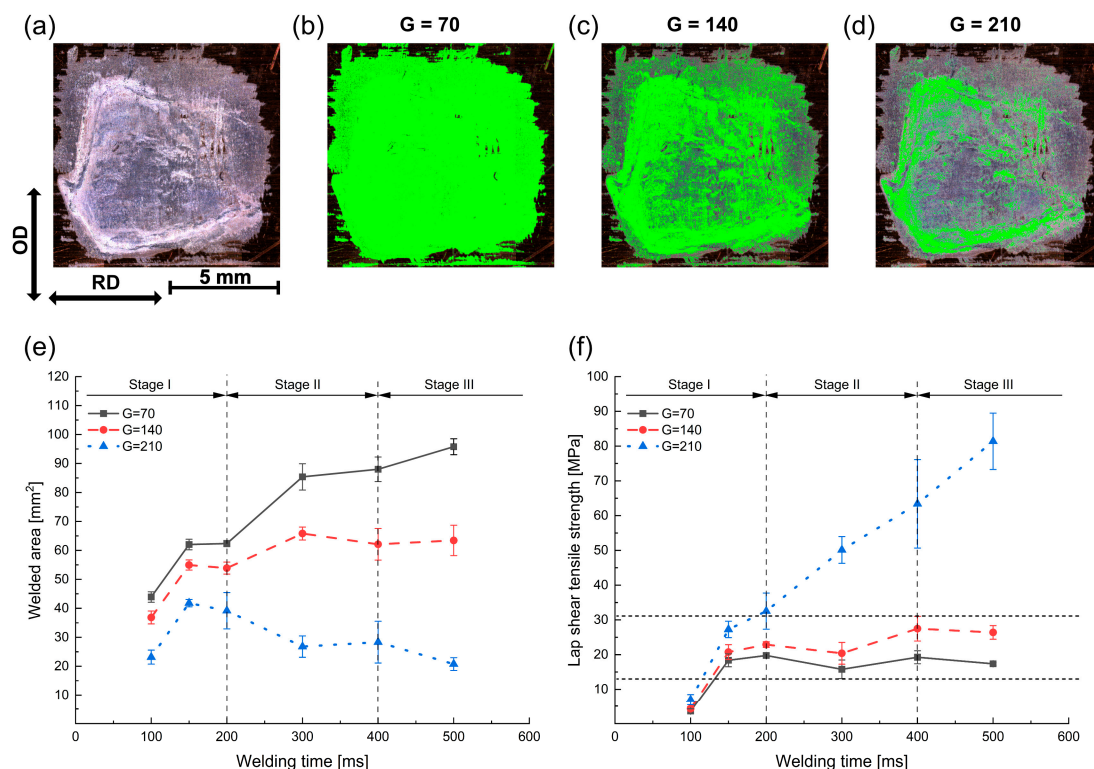 (a)
(b)
G = 70
(c)
G = 140
(d)
G = 210
OD
RD
5 mm
(e)
Stage I
Stage II
Stage III
G=70
G=140
G=210
Welded area [mm²]
120
110
100
90
80
70
60
50
40
30
20
10
0
100
200
300
400
500
600
Welding time [ms]
(f)
Stage I
Stage II
Stage III
G=70
G=140
G=210
Lap shear tensile strength [MPa]
100
90
80
70
60
50
40
30
20
10
0
100
200
300
400
500
600
Welding time [ms]